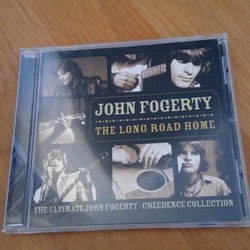 JOHN FOGERTY
THE LONG ROAD HOME
THE ULTIMATE JOHN FOGERTY · CREEDENCE COLLECTION